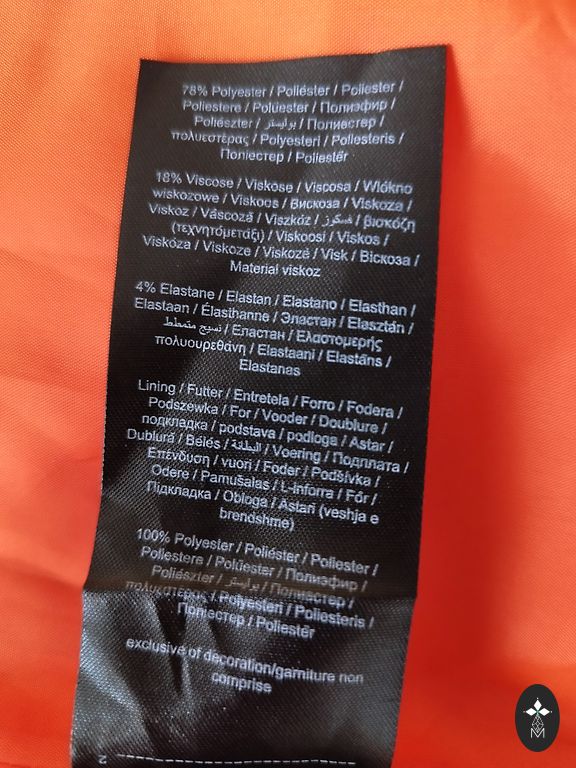 78% Polyester / Poliéster / Poliester /
Poliestere / Polüester / Полиэфир /
Poliészter / بوليستر / Полиестер /
πολυεστέρας / Polyesteri / Poliesteris /
Поліестер / Poliestër
18% Viscose / Viskose / Viscosa / Włókno
wiskozowe / Viskoos / Вискоза / Viskoza /
Viskoz / Vâscoză / Viszkóz / فسكوز / βισκόζη
(τεχνητόμετάξι) / Viskoosi / Viskos /
Viskóza / Viskoze / Viskozė / Visk / Віскоза /
Material viskoz
4% Elastane / Elastan / Elastano / Elasthan /
Elastaan / Élasthanne / Эластан / Elasztán /
نسيج متمطط / Еластан / Ελαστομερής
πολυουρεθάνη / Elastaani / Elastāns /
Elastanas
Lining / Futter / Entretela / Forro / Fodera /
Podszewka / For / Vooder / Doublure /
подкладка / podstava / podloga / Astar /
Dublură / Bélés / البطانة / Voering / Подплата /
Επένδυση / vuori / Foder / Podšívka /
Odere / Pamušalas / L-Inforra / Fór /
Підкладка / Obloga / Astari (veshja e
brendshme)
100% Polyester / Poliéster / Poliester /
Poliestere / Polüester / Полиэфир /
Poliészter / بوليستر / Полиестер /
πολυεστέρας / Polyesteri / Poliesteris /
Поліестер / Poliestër
exclusive of decoration/garniture non
comprise
2
M